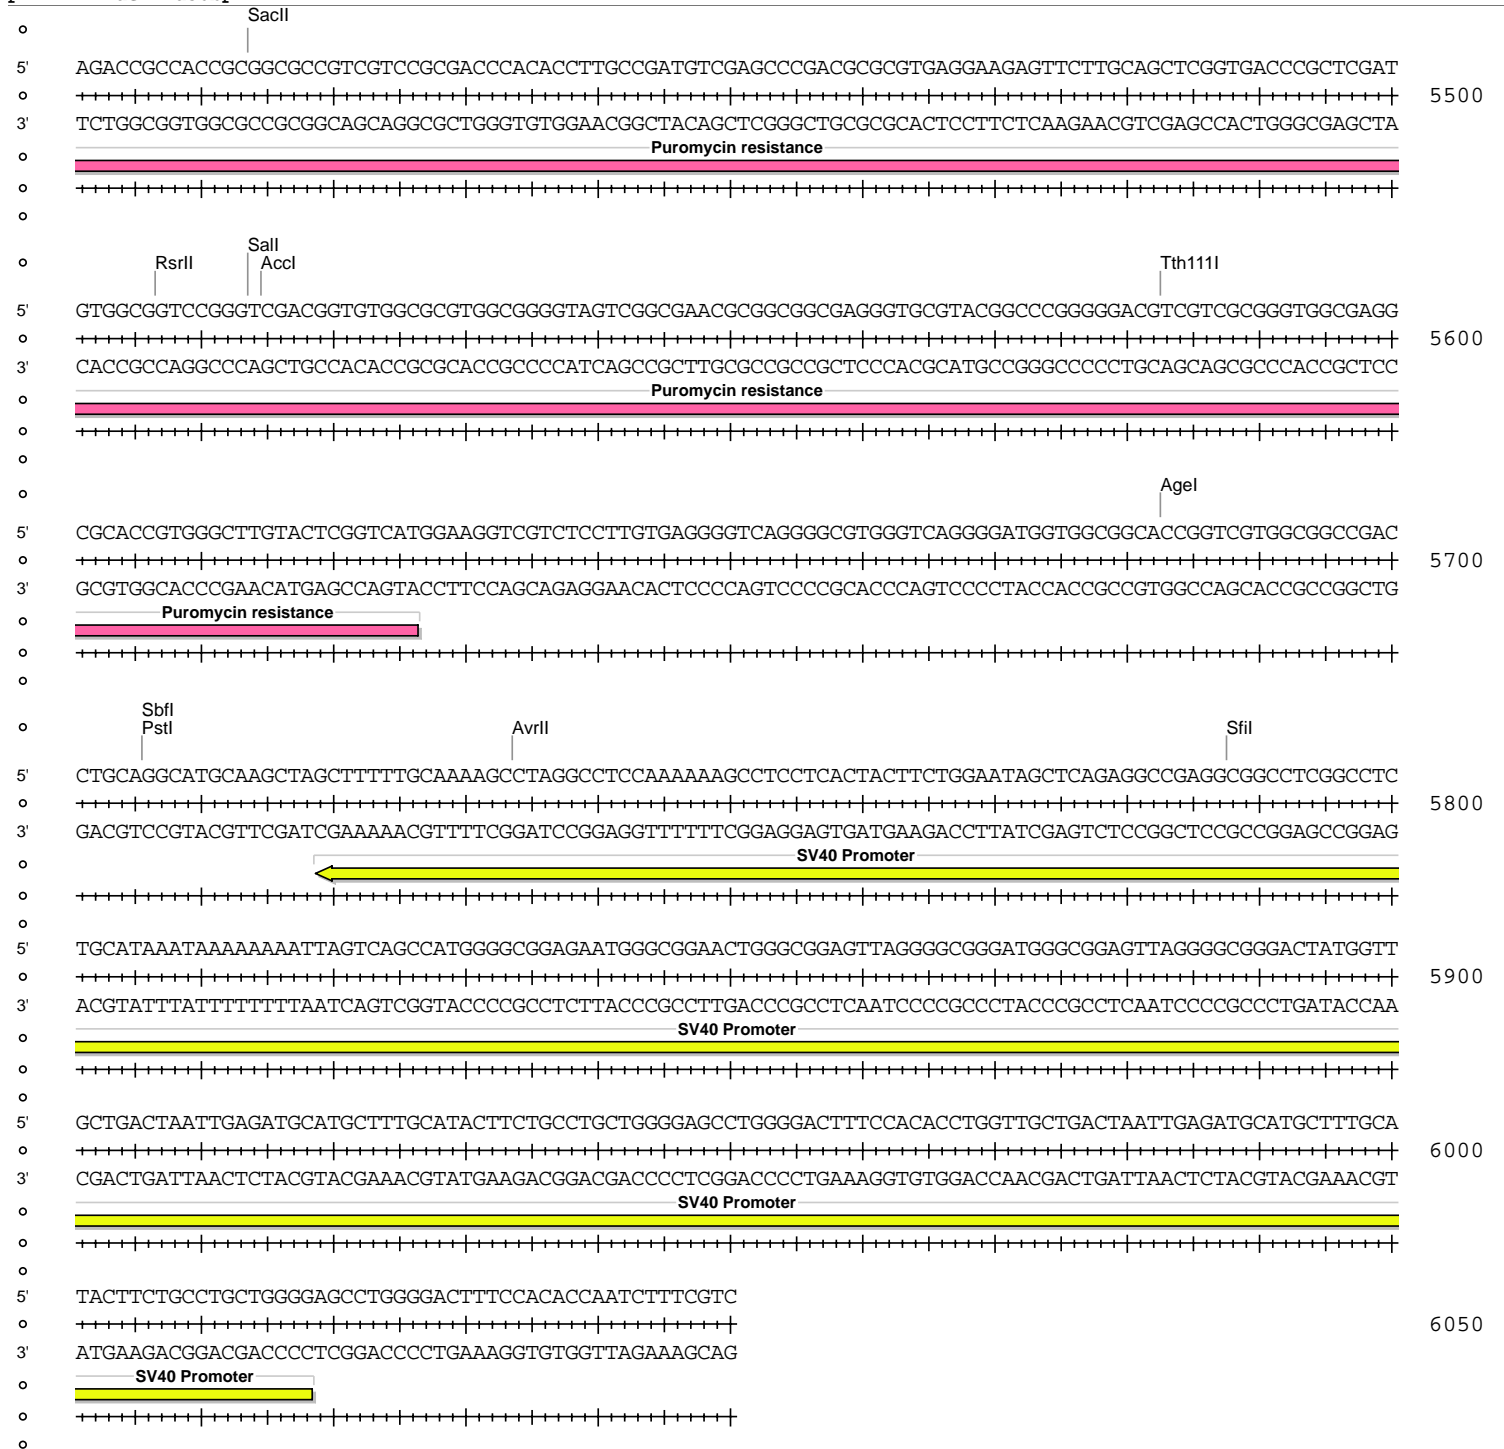 SacII
5' AGACCGCCACCGCGGCGCCGTCGTCCGCGACCCACACCTTGCCGATGTCGAGCCCGACGCGCGTGAGGAAGAGTTCTTGCAGCTCGGTGACCCGCTCGAT
5500
3' TCTGGCGGTGGCGCCGCGGCAGCAGGCGCTGGGTGTGGAACGGCTACAGCTCGGGCTGCGCGCACTCCTTCTCAAGAACGTCGAGCCACTGGGCGAGCTA
Puromycin resistance
SalI
RsrII AccI Tth111I
5' GTGGCGGTCCGGGTCGACGGTGTGGCGCGTGGCGGGGTAGTCGGCGAACGCGGCGGCGAGGGTGCGTACGGCCCGGGGGACGTCGTCGCGGGTGGCGAGG
5600
3' CACCGCCAGGCCCAGCTGCCACACCGCGCACCGCCCCATCAGCCGCTTGCGCCGCCGCTCCCACGCATGCCGGGCCCCCTGCAGCAGCGCCCACCGCTCC
Puromycin resistance
AgeI
5' CGCACCGTGGGCTTGTACTCGGTCATGGAAGGTCGTCTCCTTGTGAGGGGTCAGGGGCGTGGGTCAGGGGATGGTGGCGGCACCGGTCGTGGCGGCCGAC
5700
3' GCGTGGCACCCGAACATGAGCCAGTACCTTCCAGCAGAGGAACACTCCCCAGTCCCCGCACCCAGTCCCCTACCACCGCCGTGGCCAGCACCGCCGGCTG
Puromycin resistance
SbfI
PstI AvrII SfiI
5' CTGCAGGCATGCAAGCTAGCTTTTTGCAAAAGCCTAGGCCTCCAAAAAAGCCTCCTCACTACTTCTGGAATAGCTCAGAGGCCGAGGCGGCCTCGGCCTC
5800
3' GACGTCCGTACGTTCGATCGAAAAACGTTTTCGGATCCGGAGGTTTTTTCGGAGGAGTGATGAAGACCTTATCGAGTCTCCGGCTCCGCCGGAGCCGGAG
SV40 Promoter
5' TGCATAAATAAAAAAAATTAGTCAGCCATGGGGCGGAGAATGGGCGGAACTGGGCGGAGTTAGGGGCGGGATGGGCGGAGTTAGGGGCGGGACTATGGTT
5900
3' ACGTATTTATTTTTTTTAATCAGTCGGTACCCCGCCTCTTACCCGCCTTGACCCGCCTCAATCCCCGCCCTACCCGCCTCAATCCCCGCCCTGATACCAA
SV40 Promoter
5' GCTGACTAATTGAGATGCATGCTTTGCATACTTCTGCCTGCTGGGGAGCCTGGGGACTTTCCACACCTGGTTGCTGACTAATTGAGATGCATGCTTTGCA
6000
3' CGACTGATTAACTCTACGTACGAAACGTATGAAGACGGACGACCCCTCGGACCCCTGAAAGGTGTGGACCAACGACTGATTAACTCTACGTACGAAACGT
SV40 Promoter
5' TACTTCTGCCTGCTGGGGAGCCTGGGGACTTTCCACACCAATCTTTCGTC
6050
3' ATGAAGACGGACGACCCCTCGGACCCCTGAAAGGTGTGGTTAGAAAGCAG
SV40 Promoter